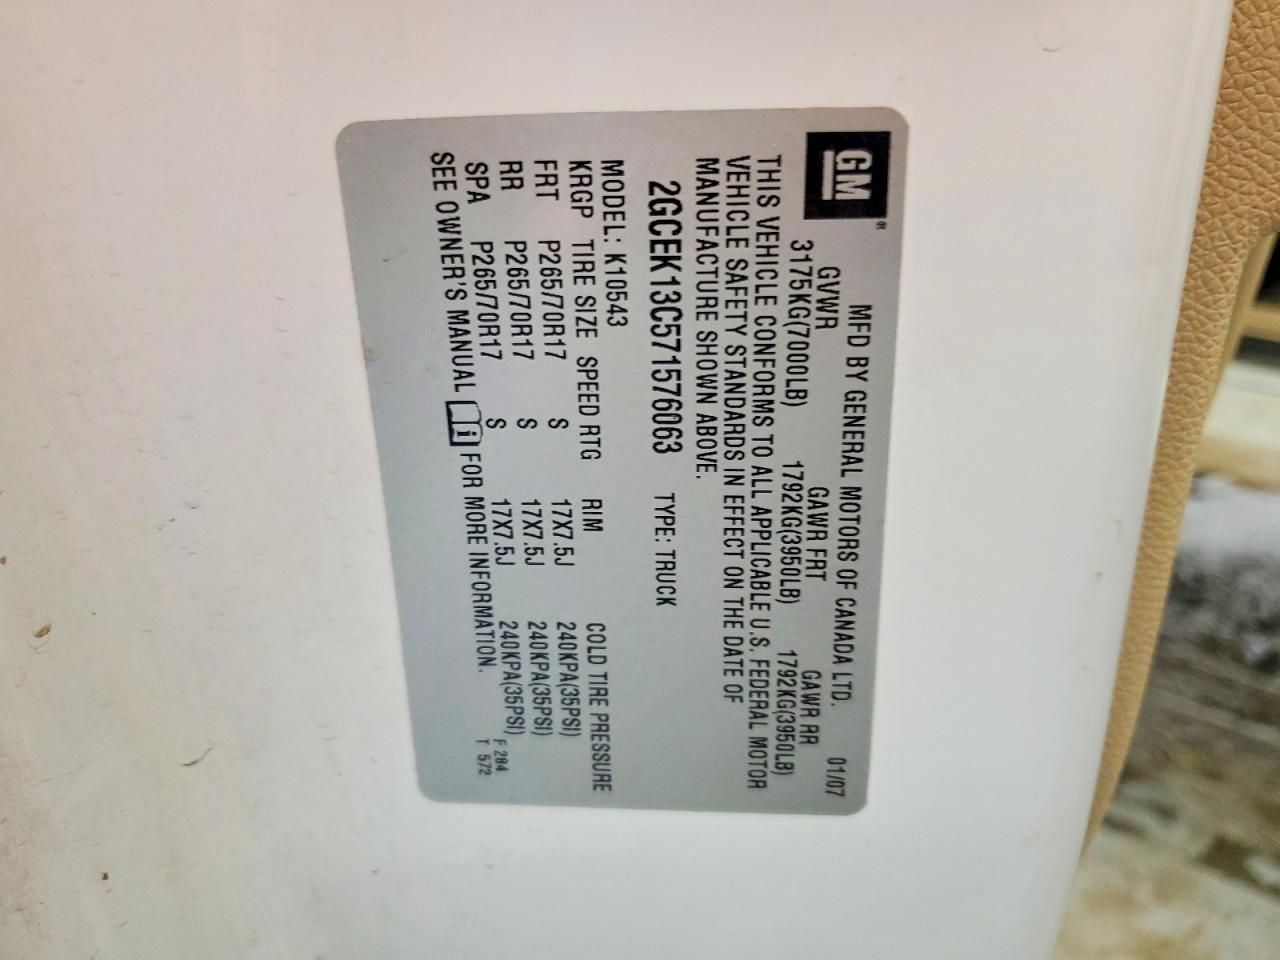 GM®
MFD BY GENERAL MOTORS OF CANADA LTD. 01/07
GVWR GAWR FRT GAWR RR
3175KG(7000LB) 1792KG(3950LB) 1792KG(3950LB)
THIS VEHICLE CONFORMS TO ALL APPLICABLE U.S. FEDERAL MOTOR
VEHICLE SAFETY STANDARDS IN EFFECT ON THE DATE OF
MANUFACTURE SHOWN ABOVE.
2GCEK13C571576063 TYPE: TRUCK
MODEL: K10543
KRGP TIRE SIZE SPEED RTG RIM COLD TIRE PRESSURE
FRT P265/70R17 S 17X7.5J 240KPA(35PSI)
RR P265/70R17 S 17X7.5J 240KPA(35PSI)
SPA P265/70R17 S 17X7.5J 240KPA(35PSI)
SEE OWNER'S MANUAL i FOR MORE INFORMATION.
F 284
T 572